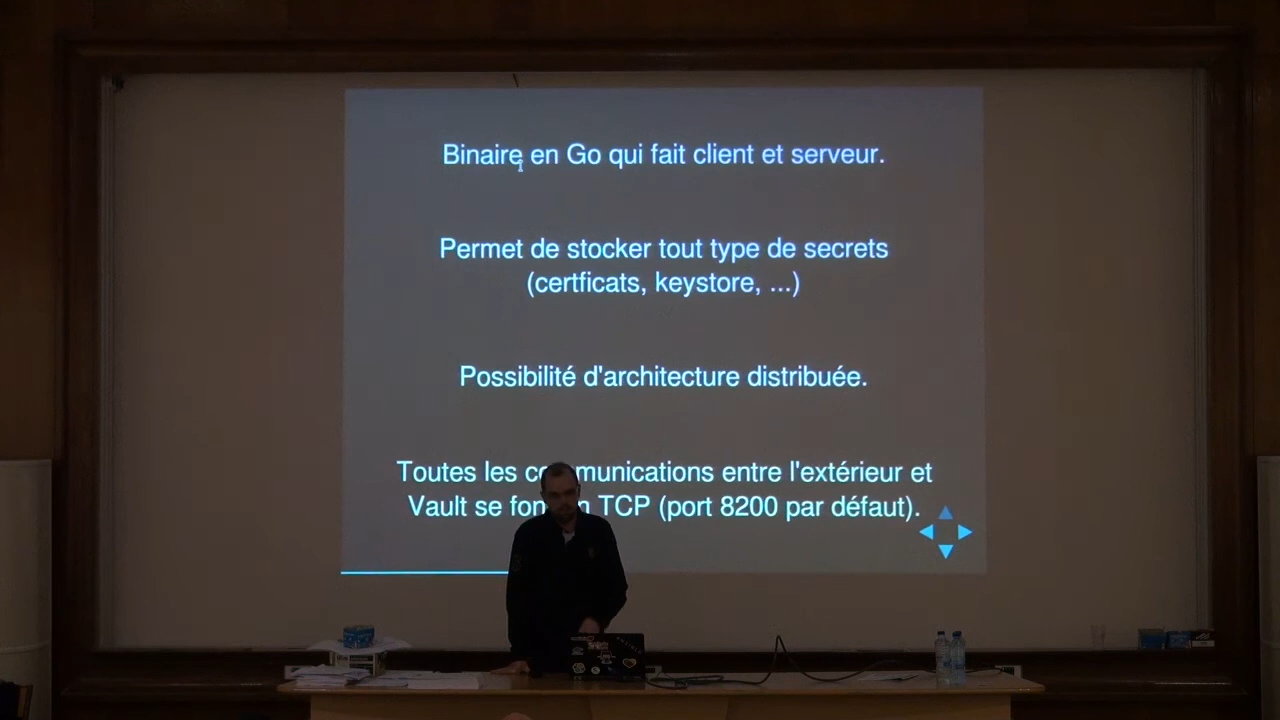 Binaire en Go qui fait client et serveur.
Permet de stocker tout type de secrets
(certficats, keystore, ...)
Possibilité d'architecture distribuée.
Toutes les communications entre l'extérieur et
Vault se font en TCP (port 8200 par défaut).